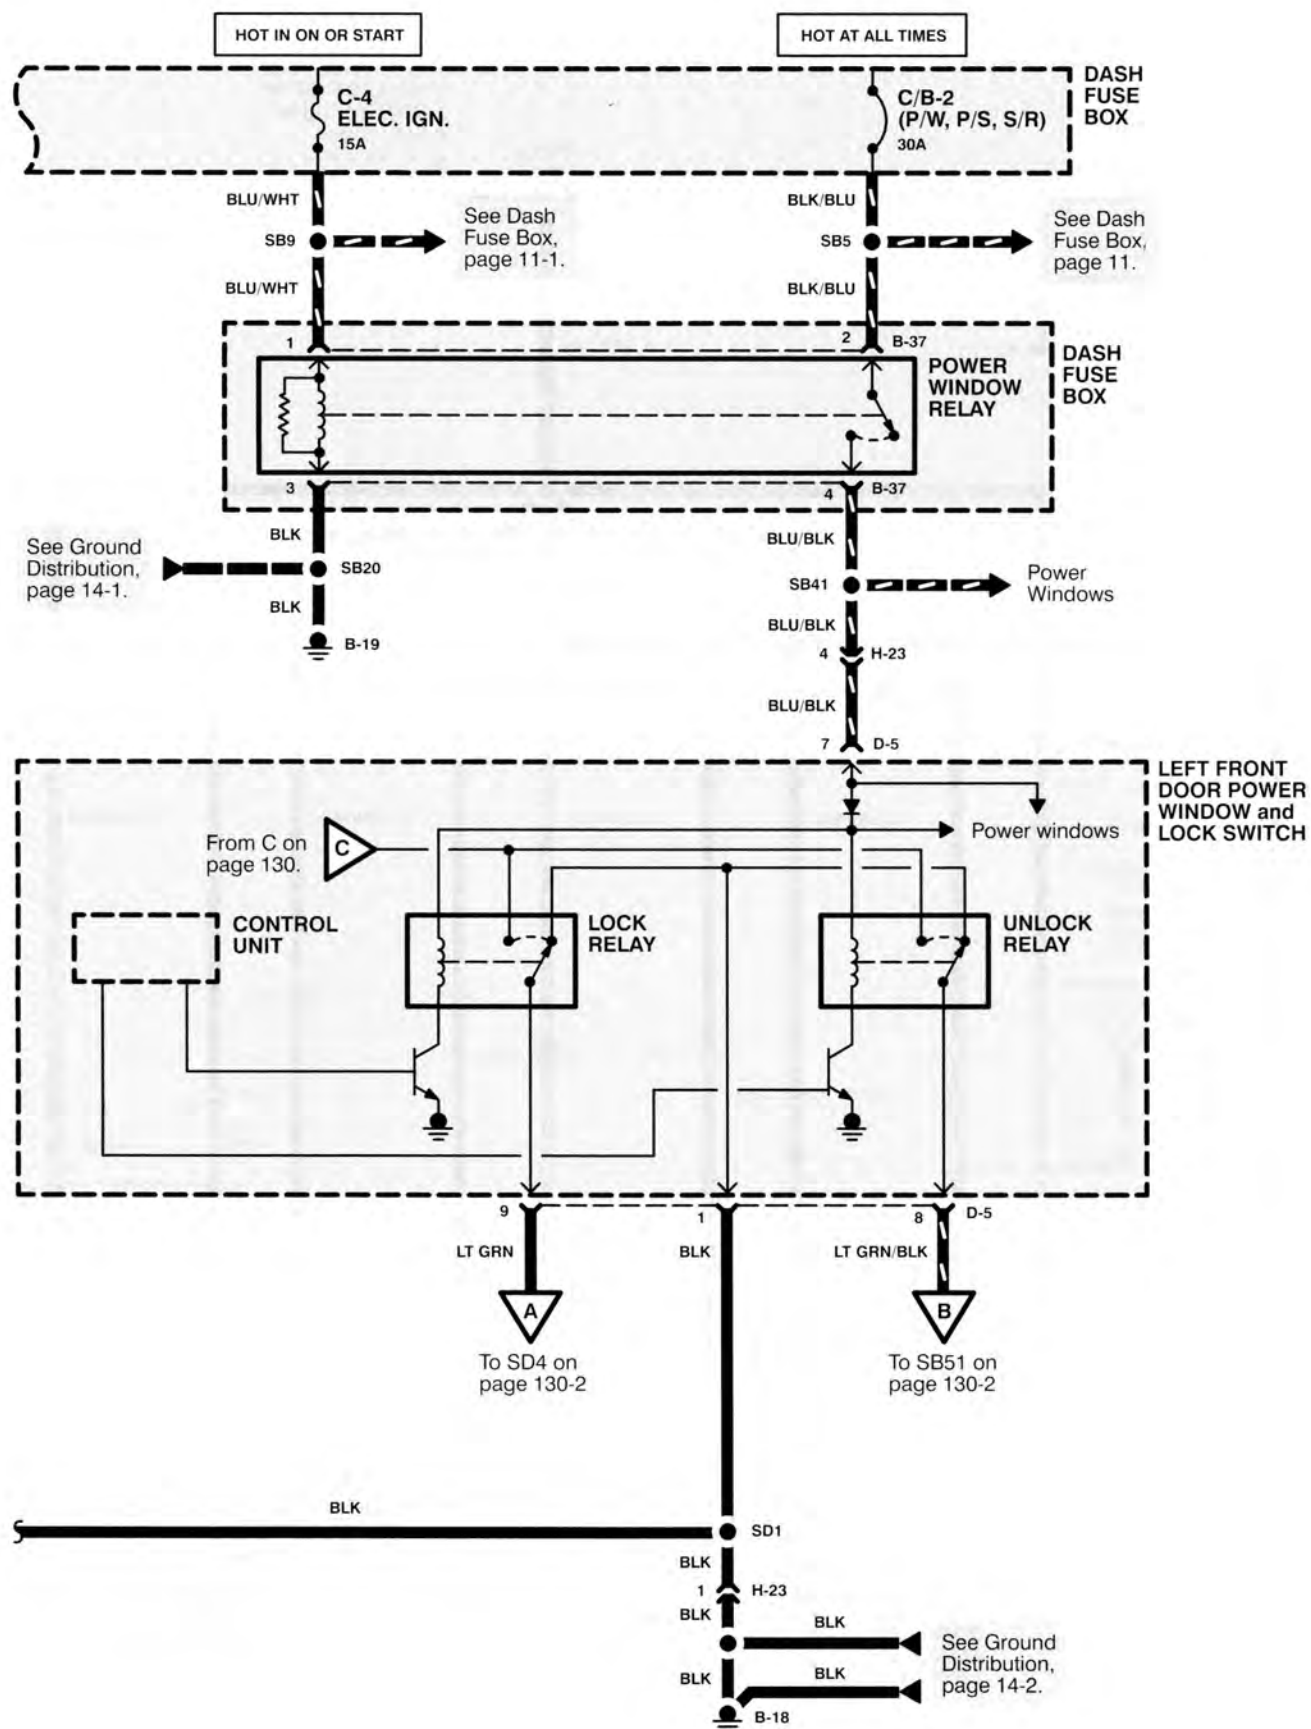 HOT IN ON OR START
HOT AT ALL TIMES
C-4
ELEC. IGN.
15A
C/B-2
(P/W, P/S, S/R)
30A
DASH
FUSE
BOX
BLU/WHT
BLK/BLU
SB9
See Dash
Fuse Box,
page 11-1.
SB5
See Dash
Fuse Box,
page 11.
BLU/WHT
BLK/BLU
1
2
B-37
POWER
WINDOW
RELAY
DASH
FUSE
BOX
3
4
B-37
BLK
BLU/BLK
See Ground
Distribution,
page 14-1.
SB20
SB41
Power
Windows
BLK
BLU/BLK
B-19
4
H-23
BLU/BLK
7
D-5
LEFT FRONT
DOOR POWER
WINDOW and
LOCK SWITCH
From C on
page 130.
C
Power windows
CONTROL
UNIT
LOCK
RELAY
UNLOCK
RELAY
9
1
8
D-5
LT GRN
BLK
LT GRN/BLK
A
B
To SD4 on
page 130-2
To SB51 on
page 130-2
BLK
SD1
BLK
1
H-23
BLK
BLK
See Ground
Distribution,
page 14-2.
BLK
BLK
B-18